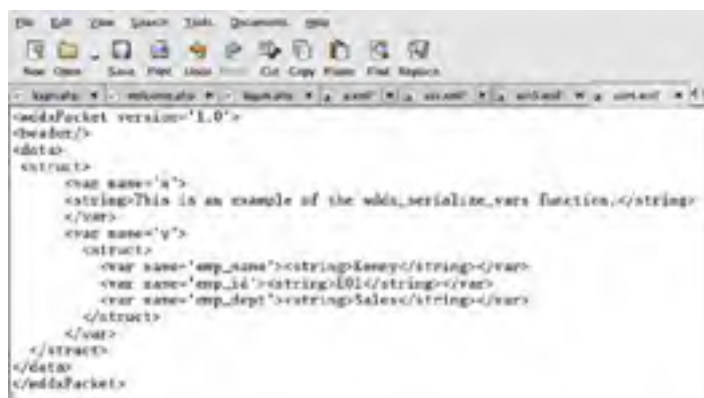 File Edit View Search Tools Documents Help
New Open Save Print Undo Cut Copy Paste Find Replace
<wddxPacket version='1.0'>
<header/>
<data>
<struct>
<var name='x'>
<string>This is an example of the wddx_serialize_vars function.</string>
</var>
<var name='y'>
<struct>
<var name='emp_name'><string>Kenny</string></var>
<var name='emp_id'><string>E01</string></var>
<var name='emp_dept'><string>Sales</string></var>
</struct>
</var>
</struct>
</data>
</wddxPacket>